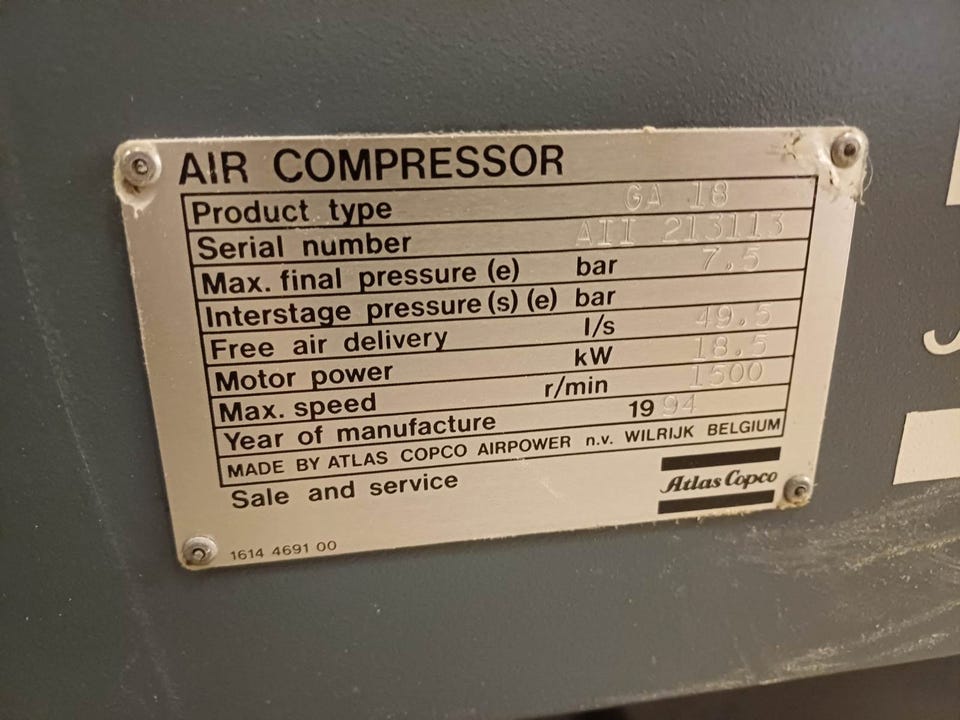 AIR COMPRESSOR
Product type GA 18
Serial number AII 213113
Max. final pressure (e) bar 7.5
Interstage pressure (s) (e) bar
Free air delivery l/s 49.5
Motor power kW 18.5
Max. speed r/min 1500
Year of manufacture 1994
MADE BY ATLAS COPCO AIRPOWER n.v. WILRIJK BELGIUM
Sale and service Atlas Copco
1614 4691 00